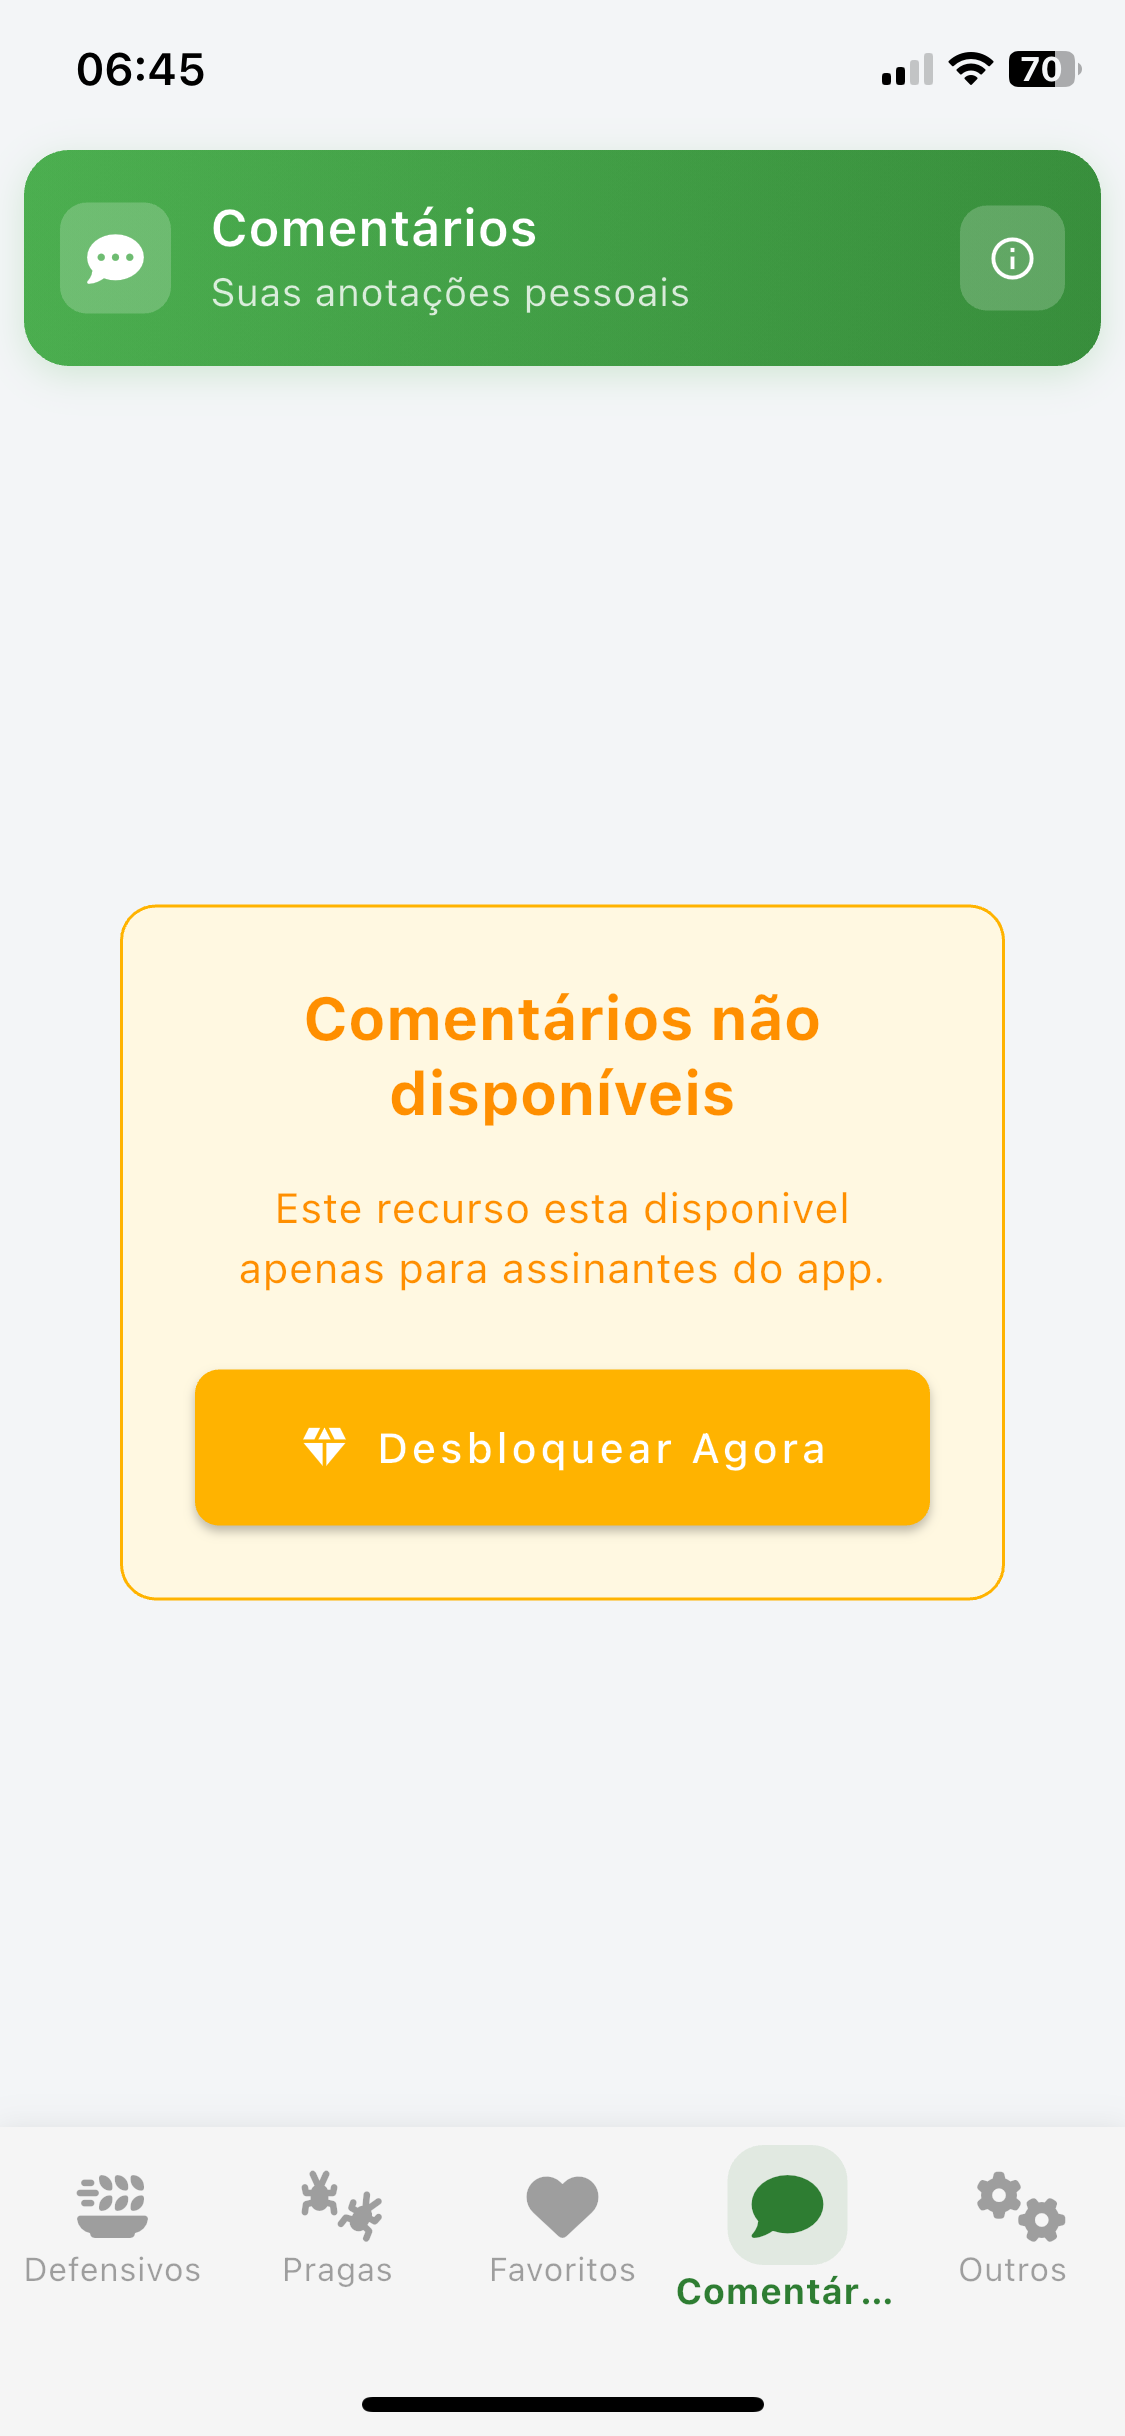 06:45
70
Comentários
Suas anotações pessoais
Comentários não
disponíveis
Este recurso esta disponivel
apenas para assinantes do app.
Desbloquear Agora
Defensivos
Pragas
Favoritos
Comentár...
Outros